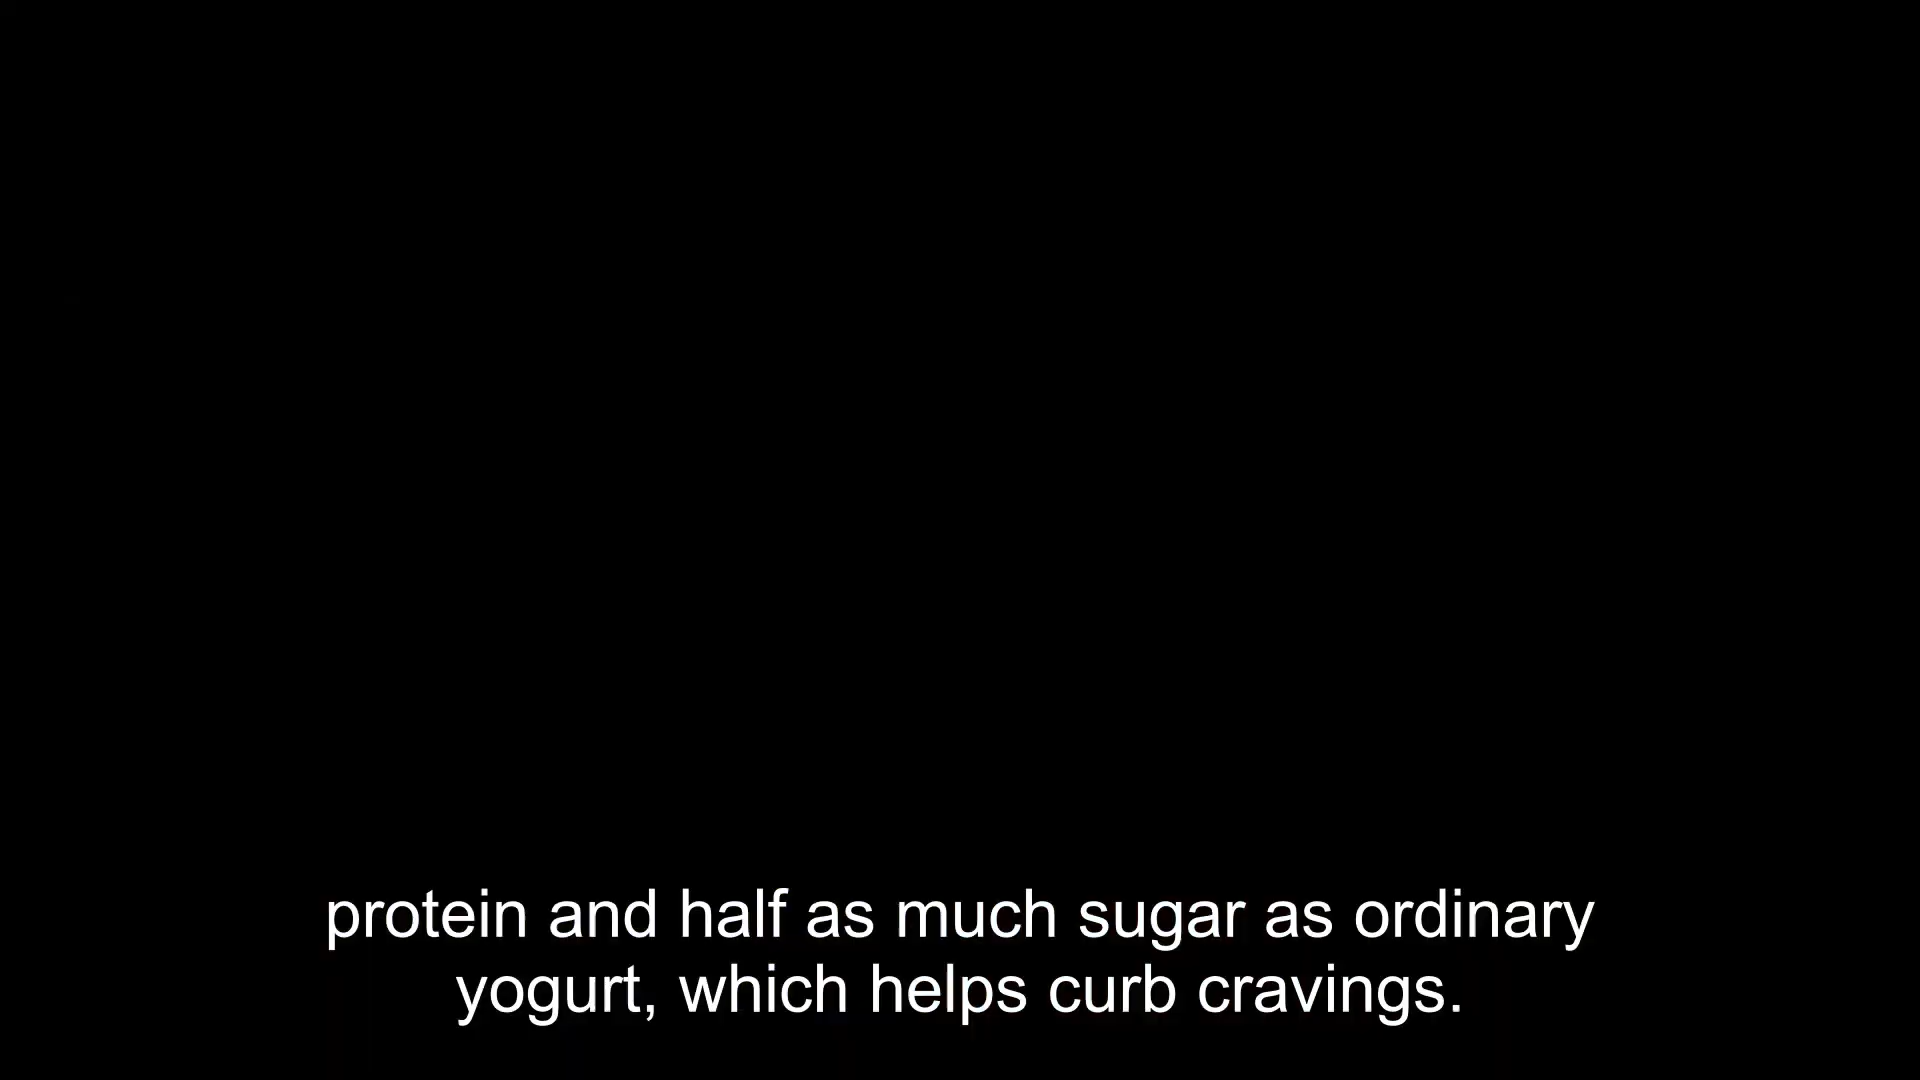 protein and half as much sugar as ordinary
yogurt, which helps curb cravings.